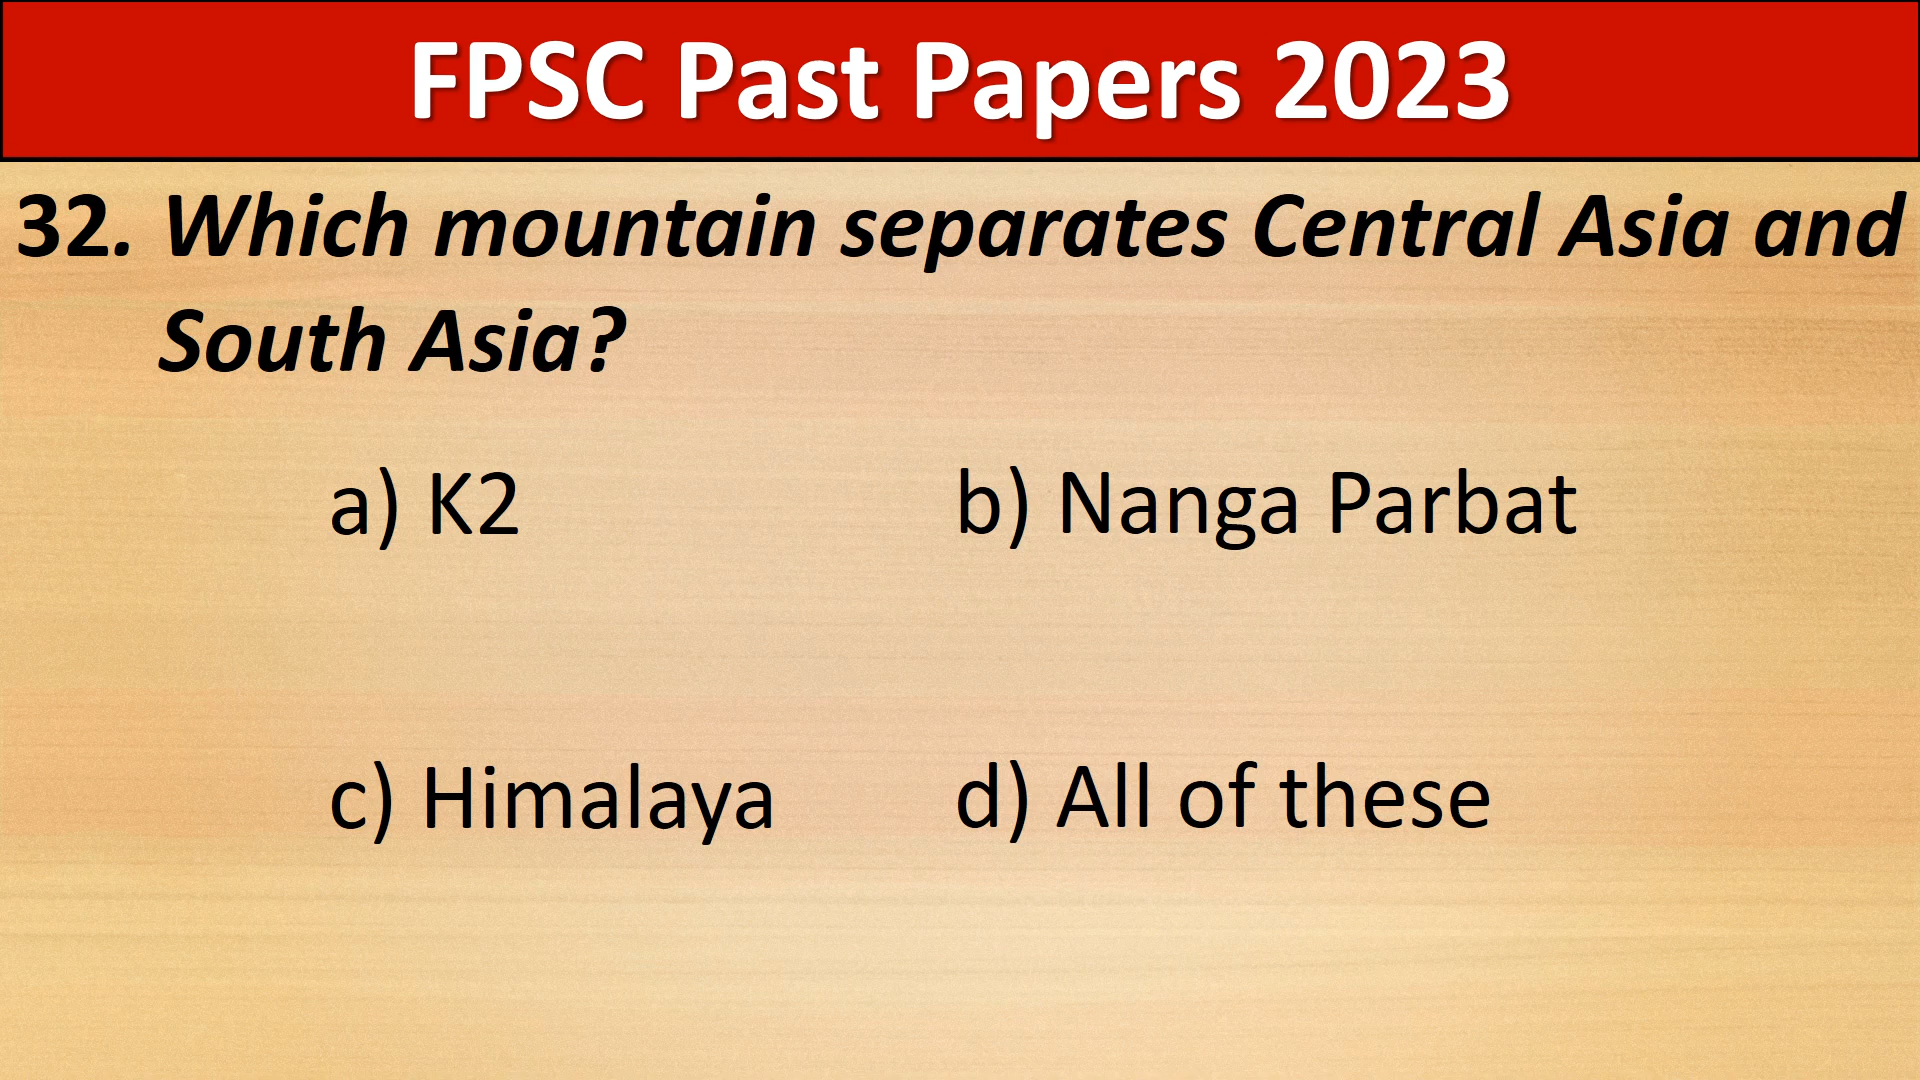 FPSC Past Papers 2023
32. Which mountain separates Central Asia and
South Asia?
a) K2 b) Nanga Parbat
c) Himalaya d) All of these